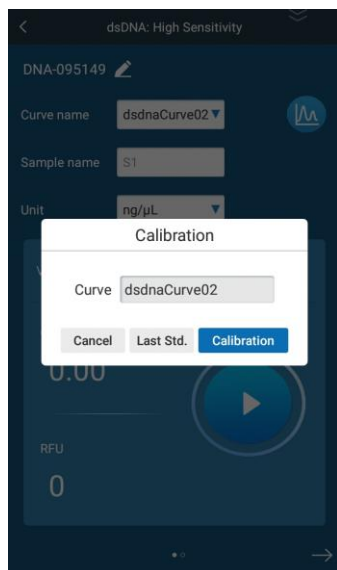 dsDNA: High Sensitivity
DNA-095149
Curve name dsdnaCurve02
Sample name S1
Unit ng/µL
Calibration
Curve dsdnaCurve02
Cancel Last Std. Calibration
0.00
RFU
0